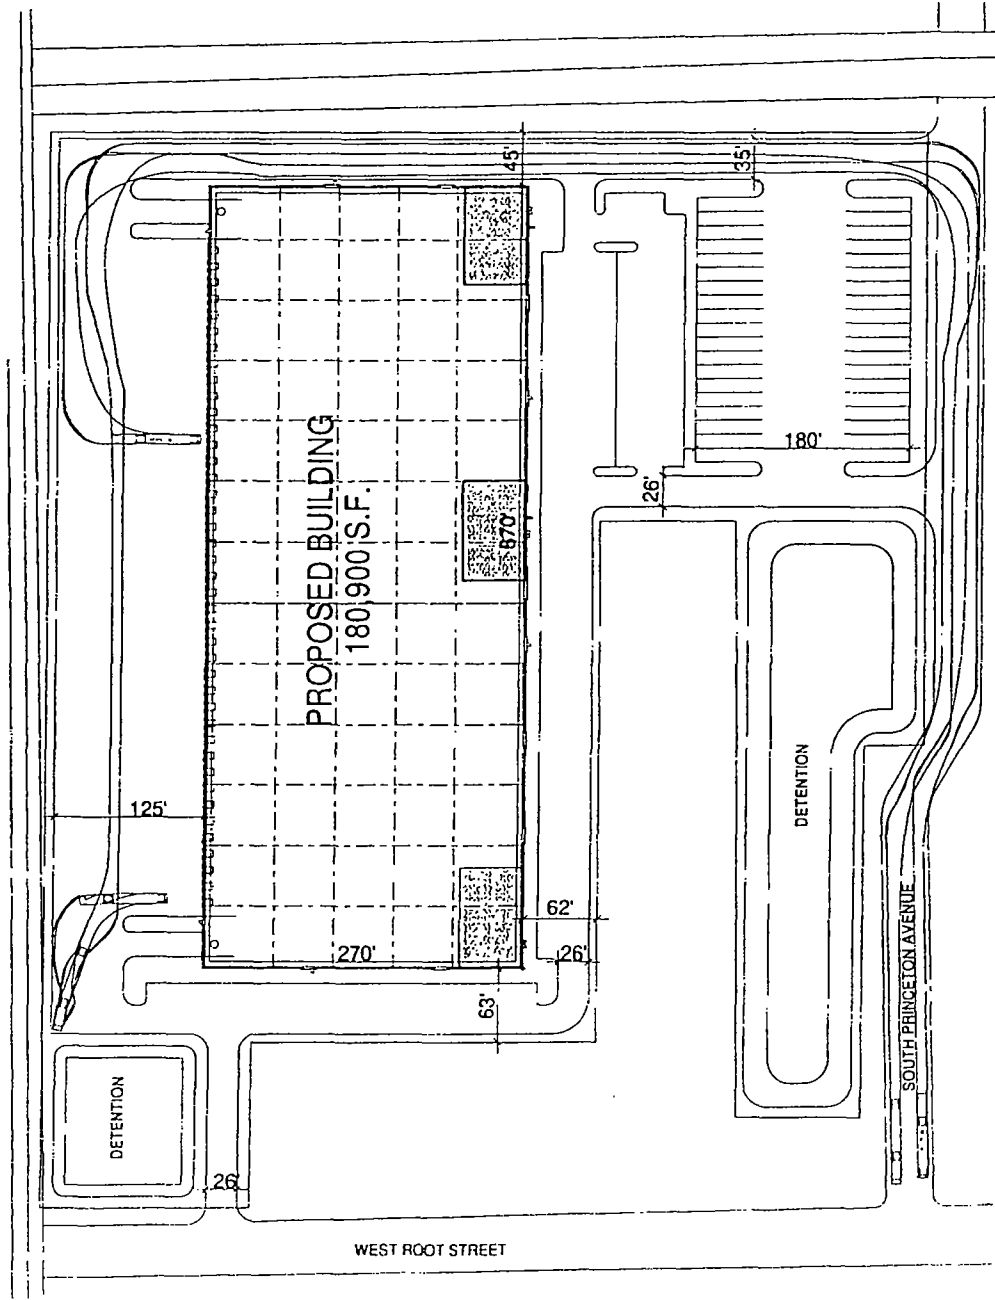 45'
35'
180'
26'
PROPOSED BUILDING
180,900 S.F.
670'
DETENTION
125'
62'
270'
26'
63'
SOUTH PRINCETON AVENUE
DETENTION
26'
WEST ROOT STREET